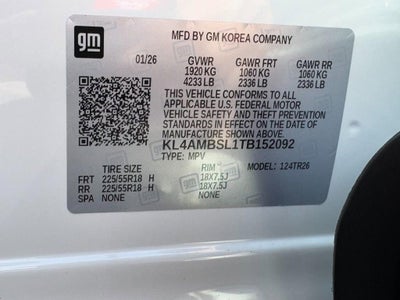 gm
MFD BY GM KOREA COMPANY
01/26 GVWR GAWR FRT GAWR RR
1920 KG 1060 KG 1060 KG
4233 LB 2336 LB 2336 LB
THIS VEHICLE CONFORMS TO ALL
APPLICABLE U.S. FEDERAL MOTOR
VEHICLE SAFETY AND THEFT
PREVENTION STANDARDS IN EFFECT
ON THE DATE OF MANUFACTURE
SHOWN ABOVE.
KL4AMBSL1TB152092
TYPE: MPV 124TR26
TIRE SIZE RIM
FRT 225/55R18 H 18X7.5J
RR 225/55R18 H 18X7.5J
SPA NONE NONE